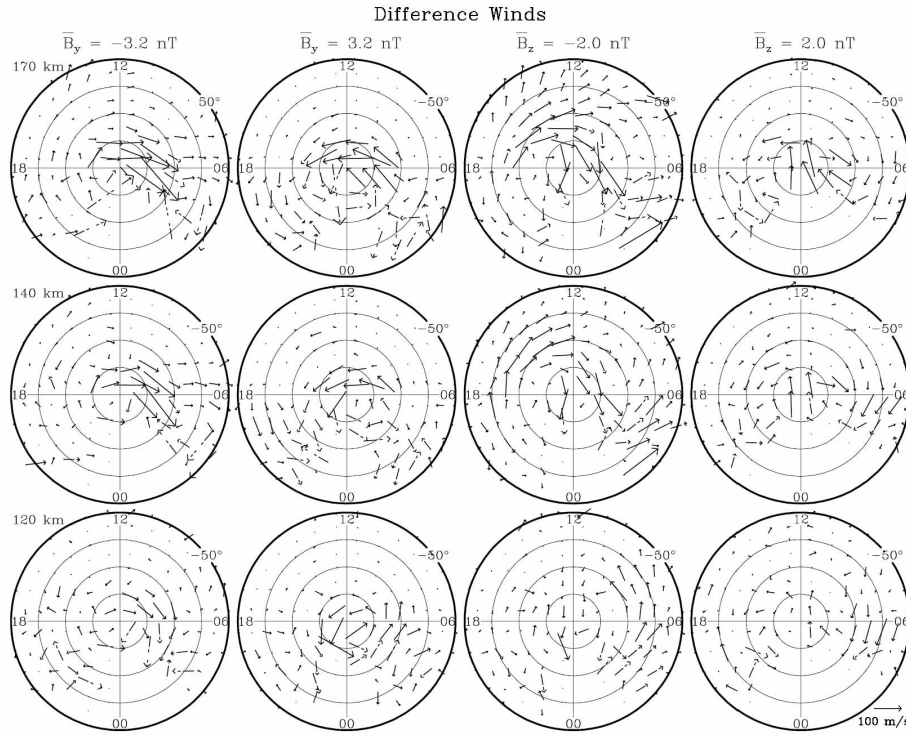 Difference Winds
B̅y = −3.2 nT B̅y = 3.2 nT B̅z = −2.0 nT B̅z = 2.0 nT
170 km 12 12 12 12
50° −50° −50° −50°
18 06 18 06 18 06 18 06
00 00 00 00
140 km 12 12 12 12
−50° −50° −50° −50°
18 06 18 06 18 06 18 06
00 00 00 00
120 km 12 12 12 12
−50° −50° −50° −50°
18 06 18 06 18 06 18 06
00 00 00 00
100 m/s